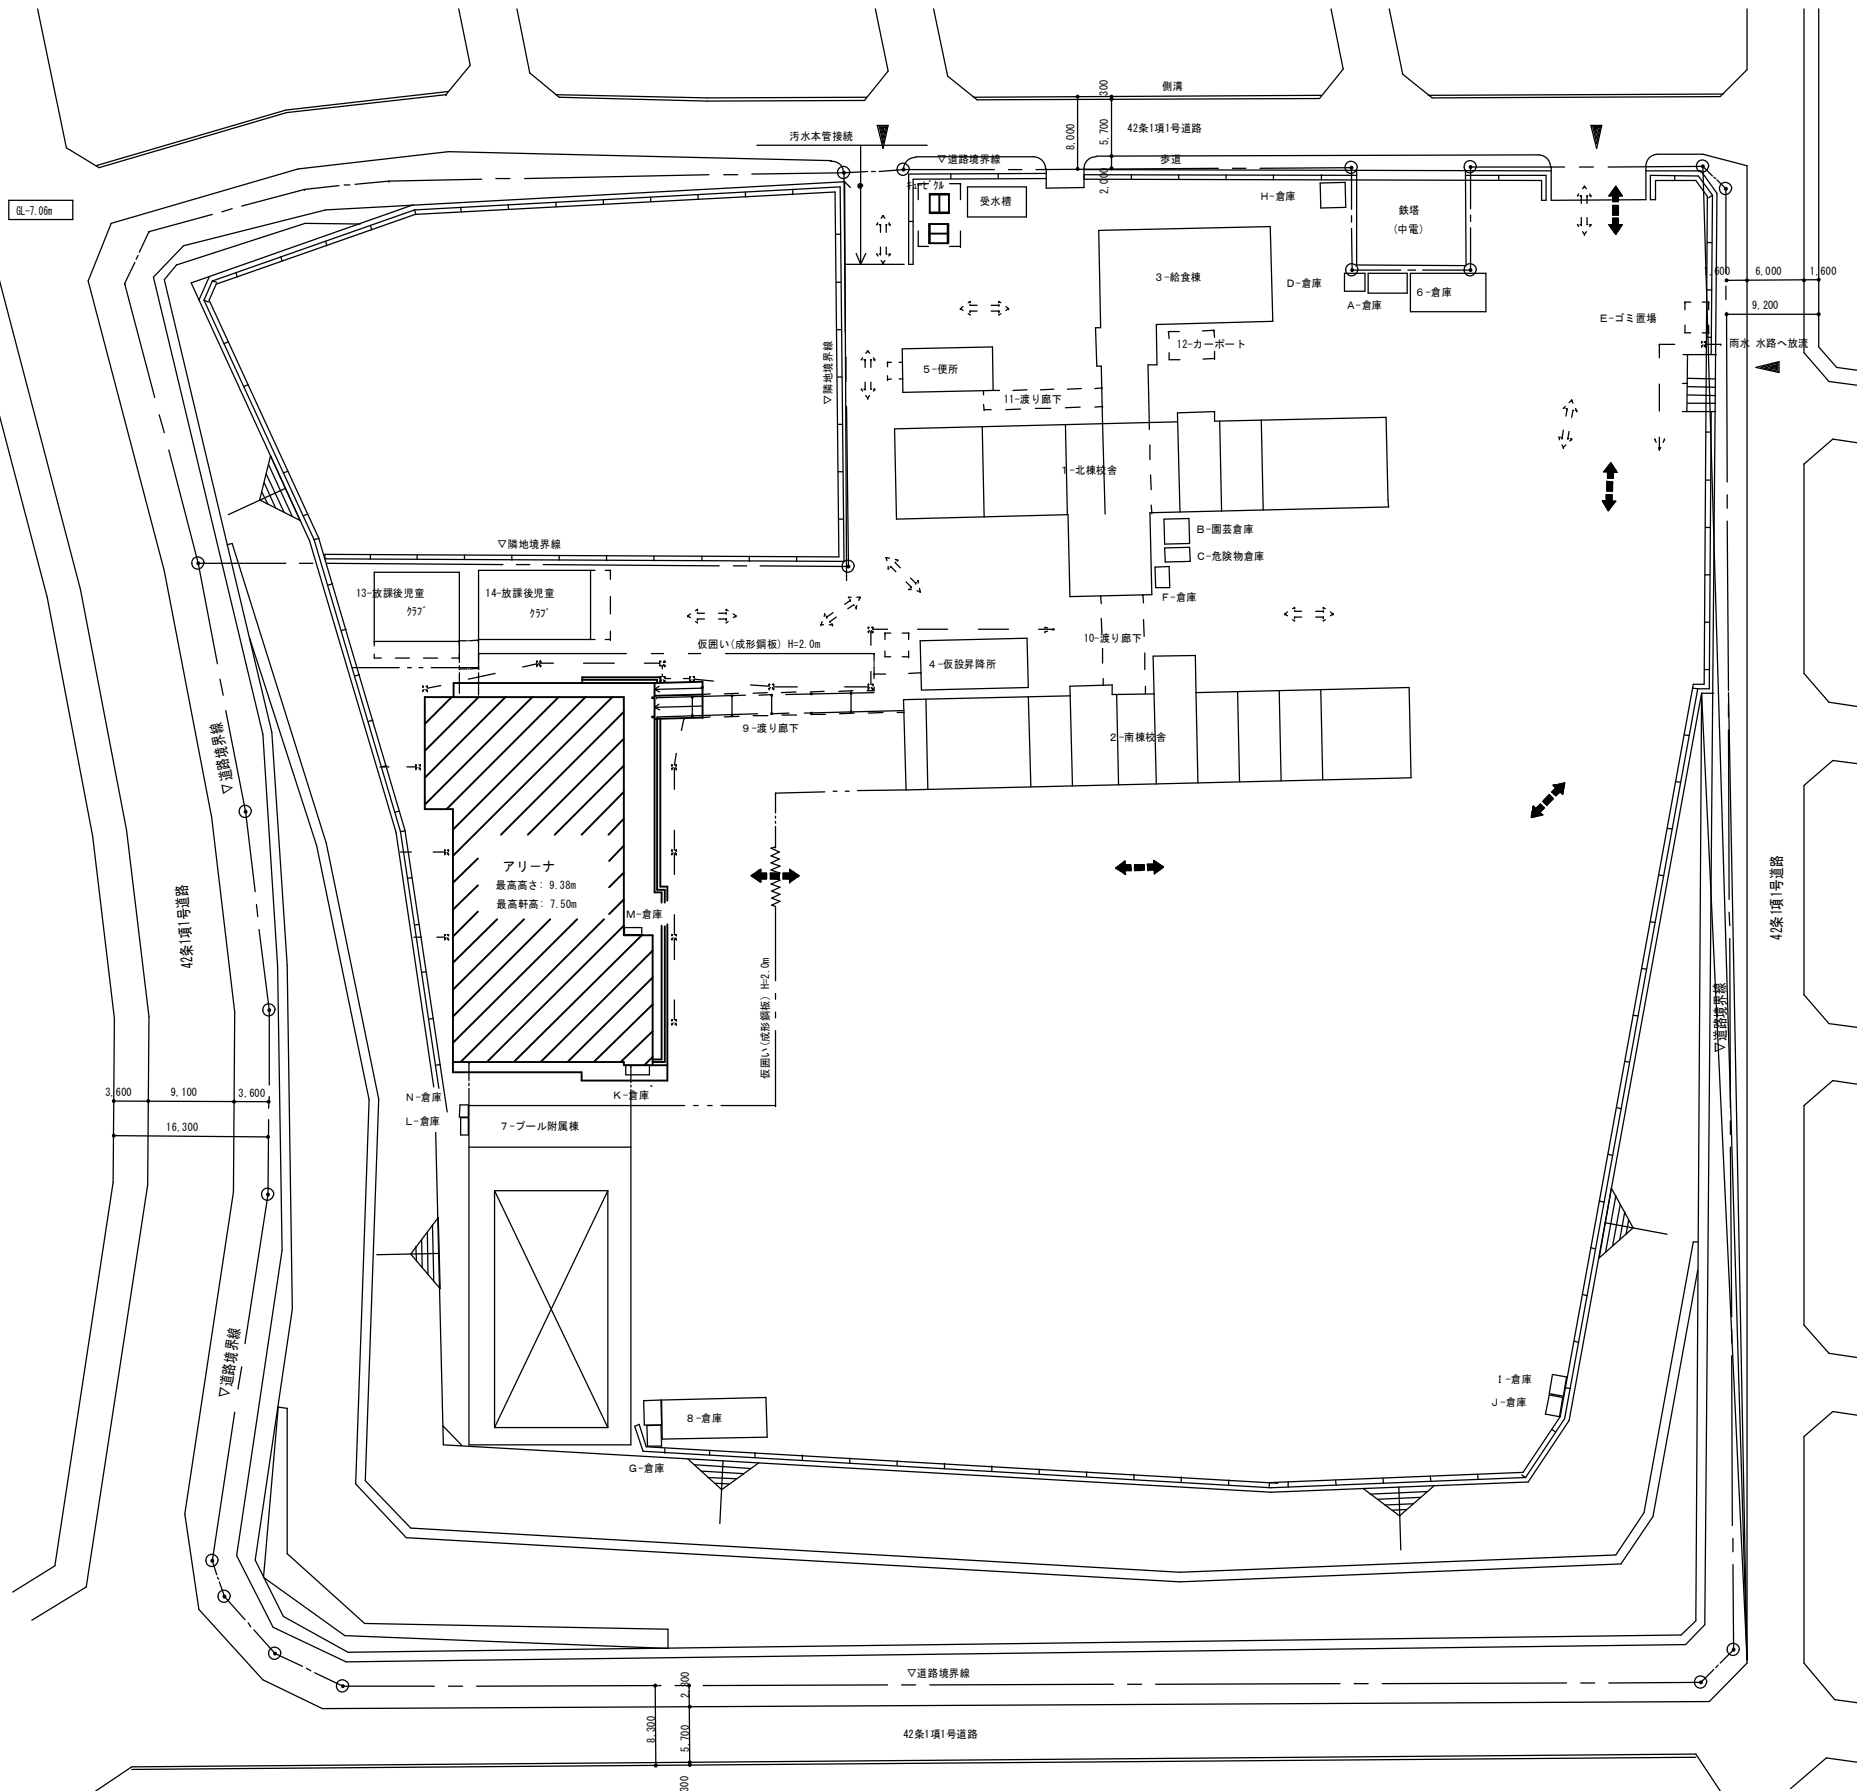 側溝
300
5,700
8,000
42条1項1号道路
汚水本管接続
▽道路境界線
歩道
2,000
キュービクル
受水槽
H-倉庫
鉄塔
(中電)
GL-7.06m
3-給食棟
D-倉庫
A-倉庫
6-倉庫
1,600
6,000
1,600
9,200
E-ゴミ置場
雨水 水路へ放流
12-カーポート
5-便所
▽隣地境界線
11-渡り廊下
1-北棟校舎
B-園芸倉庫
C-危険物倉庫
F-倉庫
▽隣地境界線
13-放課後児童
クラブ
14-放課後児童
クラブ
仮囲い(成形鋼板) H=2.0m
10-渡り廊下
4-仮設昇降所
9-渡り廊下
2-南棟校舎
▽道路境界線
アリーナ
最高高さ: 9.38m
最高軒高: 7.50m
M-倉庫
42条1項1号道路
42条1項1号道路
仮囲い(成形鋼板) H=2.0m
▽道路境界線
3,600
9,100
3,600
16,300
N-倉庫
L-倉庫
K-倉庫
7-プール附属棟
▽道路境界線
I-倉庫
J-倉庫
8-倉庫
G-倉庫
▽道路境界線
2,300
8,300
5,700
300
42条1項1号道路